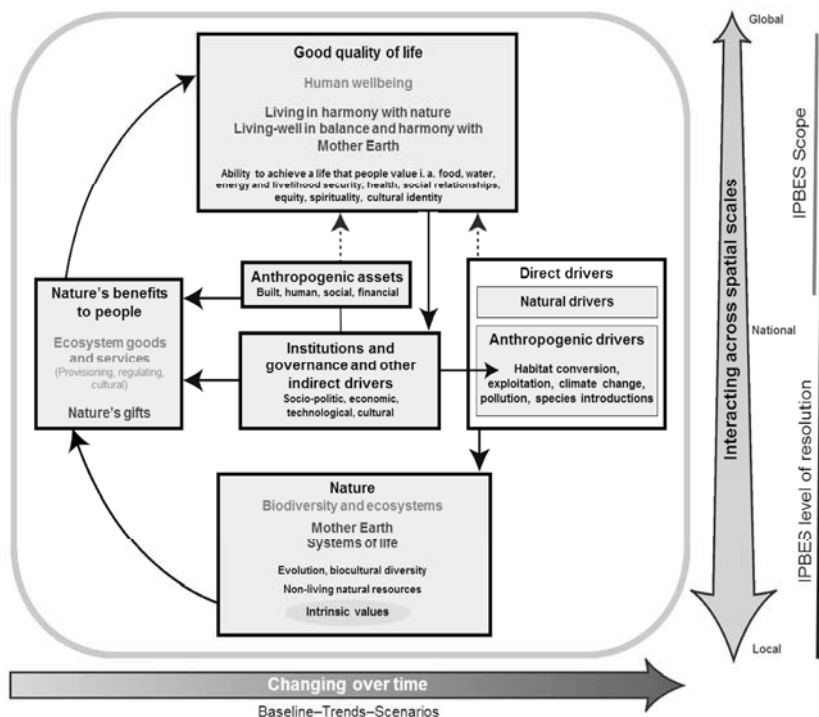 Good quality of life
Human wellbeing
Living in harmony with nature
Living-well in balance and harmony with
Mother Earth
Ability to achieve a life that people value i. a. food, water,
energy and livelihood security, health, social relationships,
equity, spirituality, cultural identity
Nature's benefits
to people
Ecosystem goods
and services
(Provisioning, regulating,
cultural)
Nature's gifts
Anthropogenic assets
Built, human, social, financial
Institutions and
governance and other
indirect drivers
Socio-politic, economic,
technological, cultural
Direct drivers
Natural drivers
Anthropogenic drivers
Habitat conversion,
exploitation, climate change,
pollution, species introductions
Nature
Biodiversity and ecosystems
Mother Earth
Systems of life
Evolution, biocultural diversity
Non-living natural resources
Intrinsic values
Changing over time
Baseline–Trends–Scenarios
Global
National
Local
Interacting across spatial scales
IPBES Scope
IPBES level of resolution